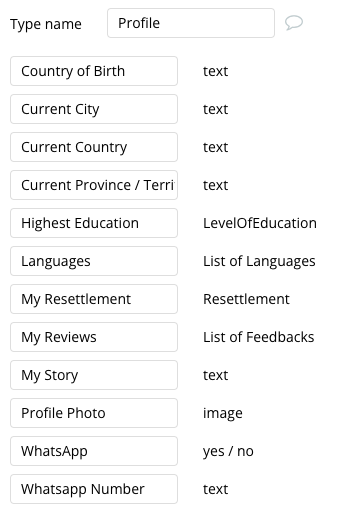 Type name Profile
Country of Birth text
Current City text
Current Country text
Current Province / Terri text
Highest Education LevelOfEducation
Languages List of Languages
My Resettlement Resettlement
My Reviews List of Feedbacks
My Story text
Profile Photo image
WhatsApp yes / no
Whatsapp Number text